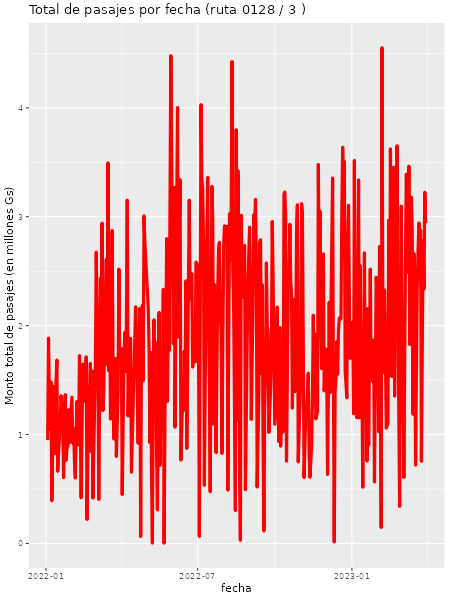 Total de pasajes por fecha (ruta 0128 / 3 )
Monto total de pasajes (en millones Gs)
4
3
2
1
0
2022-01
2022-07
2023-01
fecha